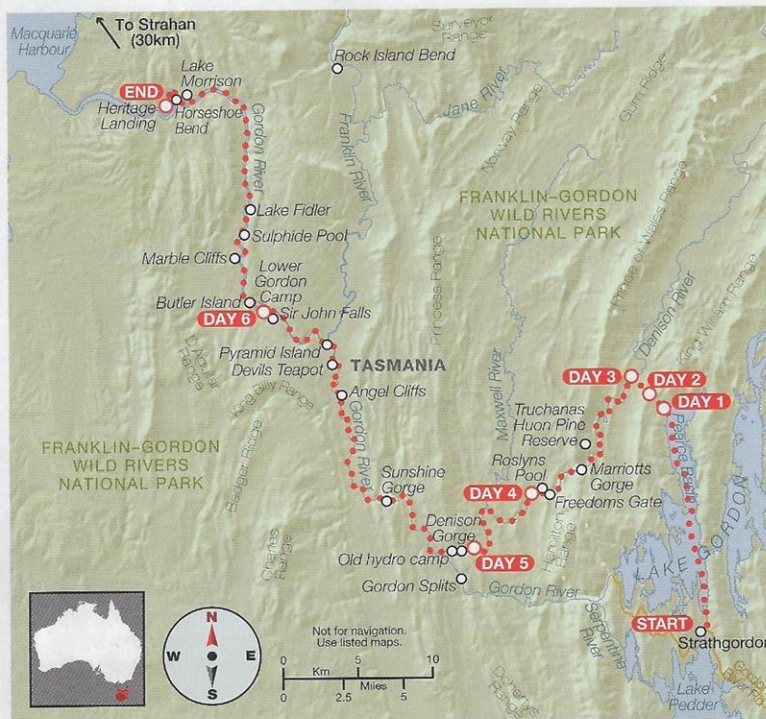 To Strahan
(30km)
Macquarie
Harbour
Surveyor
Range
Rock Island Bend
Lake
Morrison
END
Heritage
Landing
Horseshoe
Bend
Gordon River
Franklin River
Jane River
Norway Range
Gum Ridge
FRANKLIN–GORDON
WILD RIVERS
NATIONAL PARK
Prince of Wales Range
Lake Fidler
Sulphide Pool
Marble Cliffs
Lower
Gordon
Camp
Butler Island
DAY 6
Sir John Falls
Princess Range
Denison River
King William Range
D'Aguilar
Range
Pyramid Island
Devils Teapot
TASMANIA
King Billy Range
Angel Cliffs
Maxwell River
DAY 3
DAY 2
DAY 1
Truchanas
Huon Pine
Reserve
Pearce Basin
Gordon River
FRANKLIN–GORDON
WILD RIVERS
NATIONAL PARK
Badger Ridge
Sunshine
Gorge
Roslyns
Pool
Marriotts
Gorge
DAY 4
Freedoms Gate
Hamilton
Range
LAKE GORDON
Charles
Range
Denison
Gorge
DAY 5
Old hydro camp
Gordon Splits
Gordon River
Serpentine
River
START
Strathgordon
Lake
Pedder
N
W
E
S
Not for navigation.
Use listed maps.
0 5 10
Km
Miles
0 2.5 5